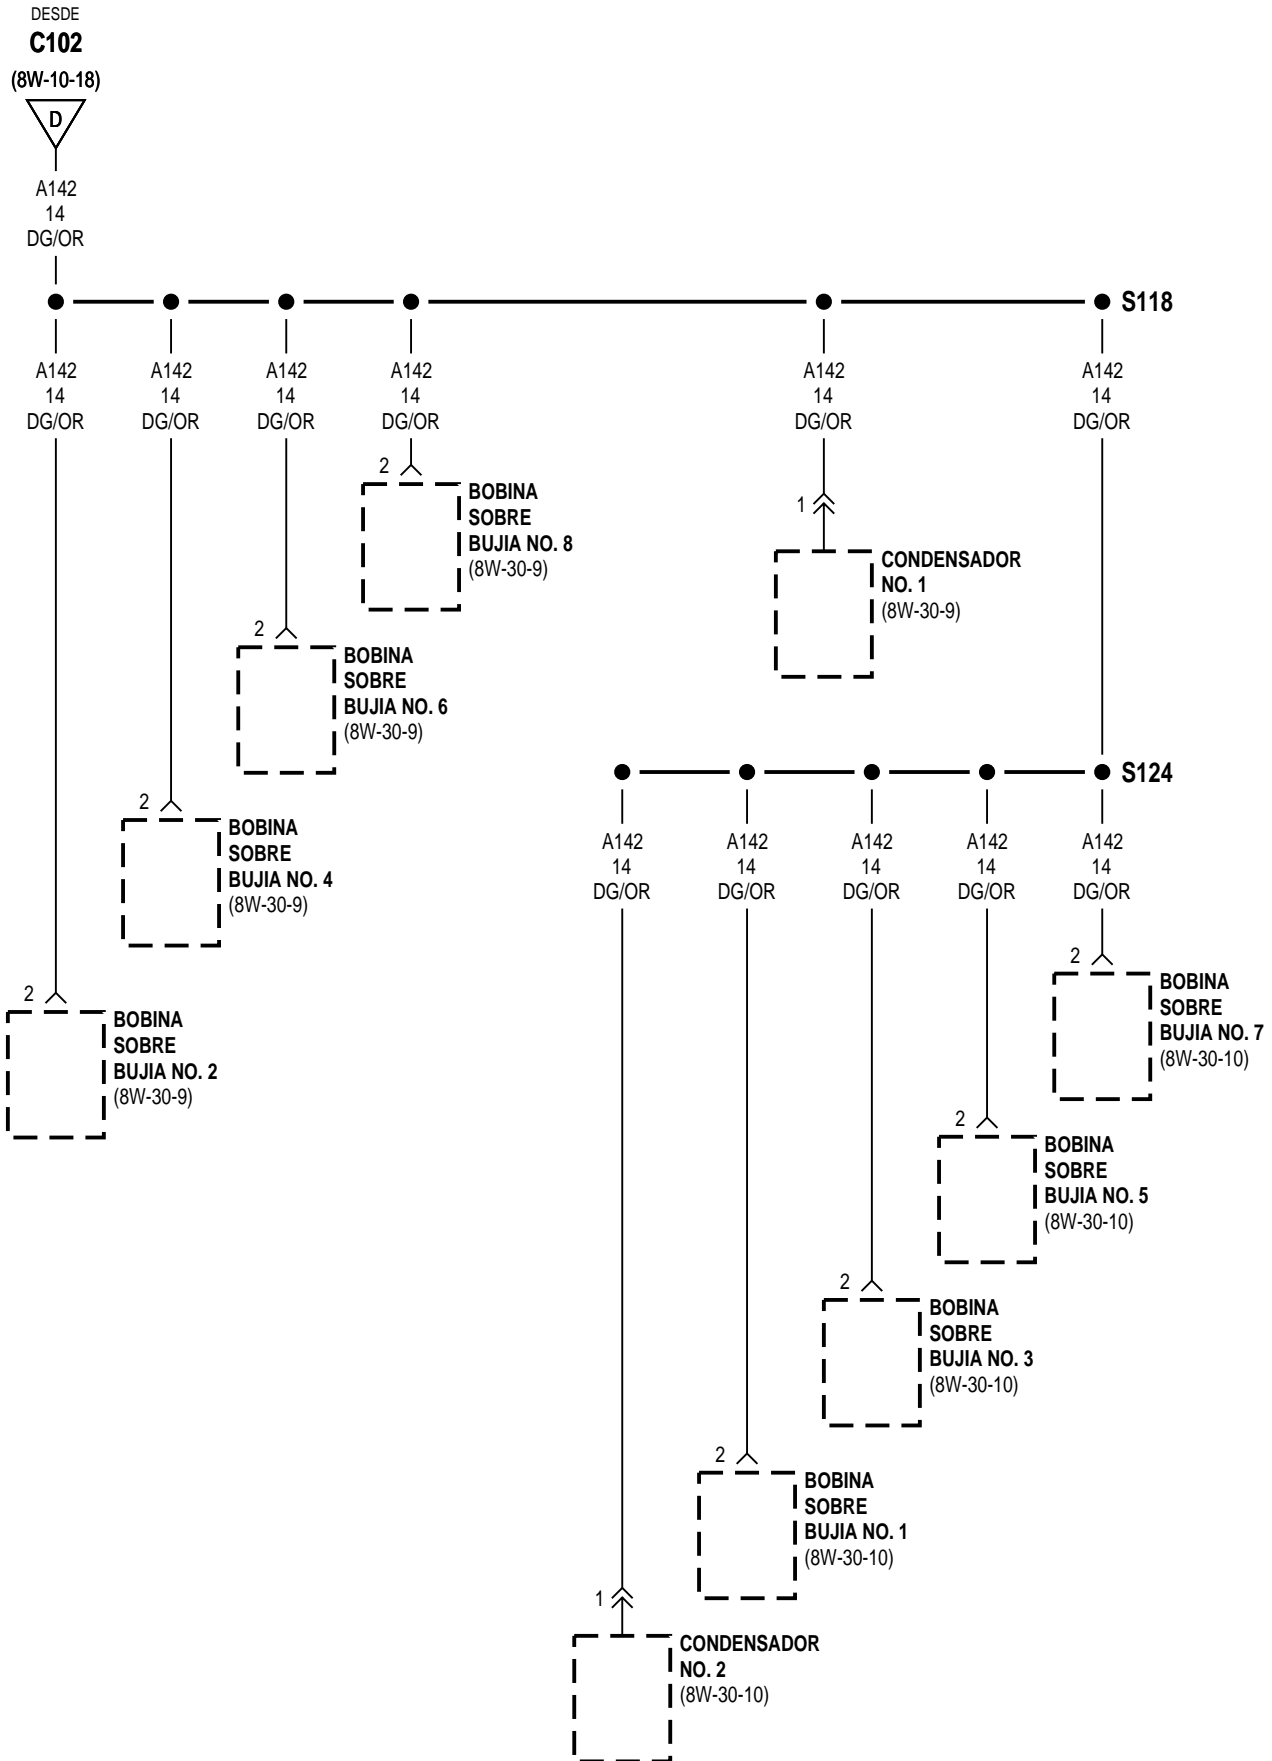 DESDE
C102
(8W-10-18)
D
A142
14
DG/OR
S118
A142
14
DG/OR
A142
14
DG/OR
A142
14
DG/OR
A142
14
DG/OR
A142
14
DG/OR
A142
14
DG/OR
2
BOBINA
SOBRE
BUJIA NO. 8
(8W-30-9)
1
CONDENSADOR
NO. 1
(8W-30-9)
2
BOBINA
SOBRE
BUJIA NO. 6
(8W-30-9)
S124
2
BOBINA
SOBRE
BUJIA NO. 4
(8W-30-9)
A142
14
DG/OR
A142
14
DG/OR
A142
14
DG/OR
A142
14
DG/OR
A142
14
DG/OR
2
BOBINA
SOBRE
BUJIA NO. 7
(8W-30-10)
2
BOBINA
SOBRE
BUJIA NO. 2
(8W-30-9)
2
BOBINA
SOBRE
BUJIA NO. 5
(8W-30-10)
2
BOBINA
SOBRE
BUJIA NO. 3
(8W-30-10)
2
BOBINA
SOBRE
BUJIA NO. 1
(8W-30-10)
1
CONDENSADOR
NO. 2
(8W-30-10)